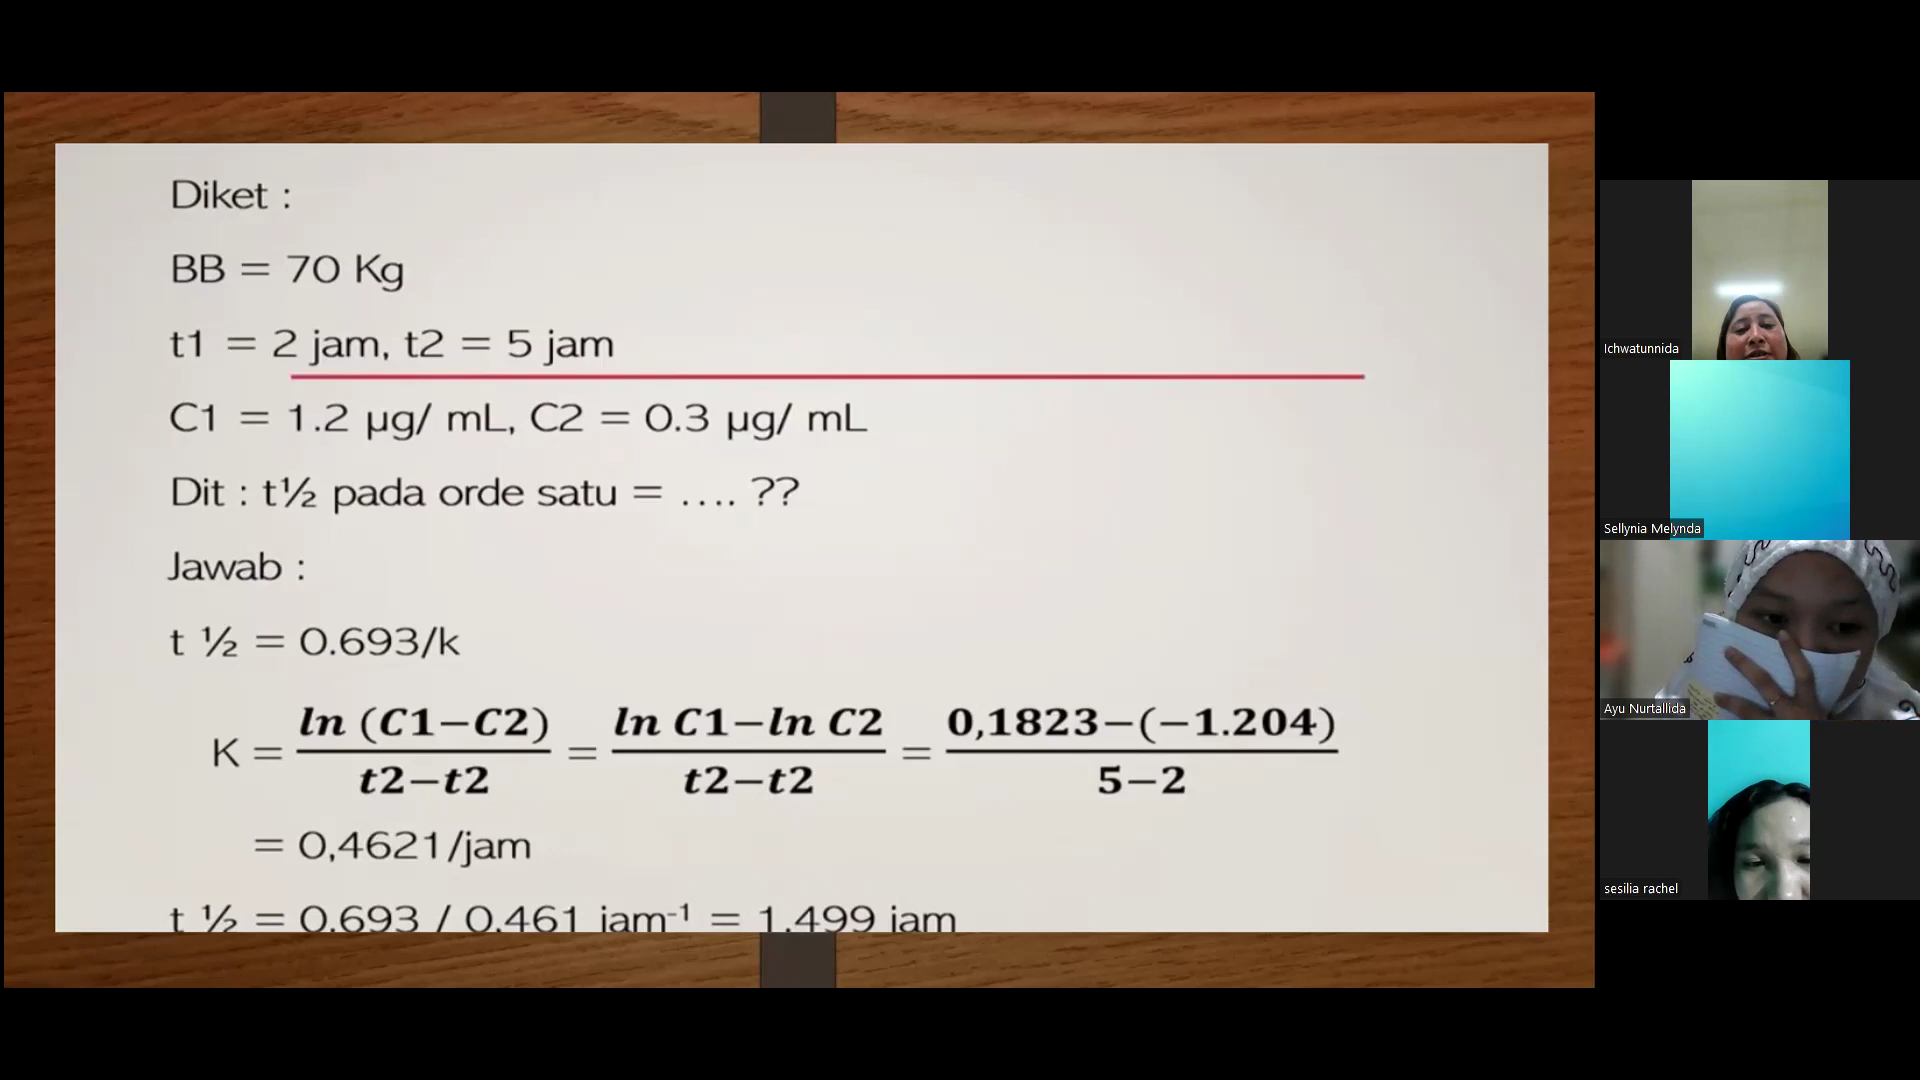 Diket :
BB = 70 Kg
t1 = 2 jam, t2 = 5 jam
C1 = 1.2 µg/ mL, C2 = 0.3 µg/ mL
Dit : t½ pada orde satu = .... ??
Jawab :
t ½ = 0.693/k
K = ln (C1−C2) / t2−t2 = ln C1−ln C2 / t2−t2 = 0,1823−(−1.204) / 5−2
= 0,4621/jam
t ½ = 0.693 / 0.461 jam⁻¹ = 1.499 jam
Ichwatunnida
Sellynia Melynda
Ayu Nurtallida
sesilia rachel